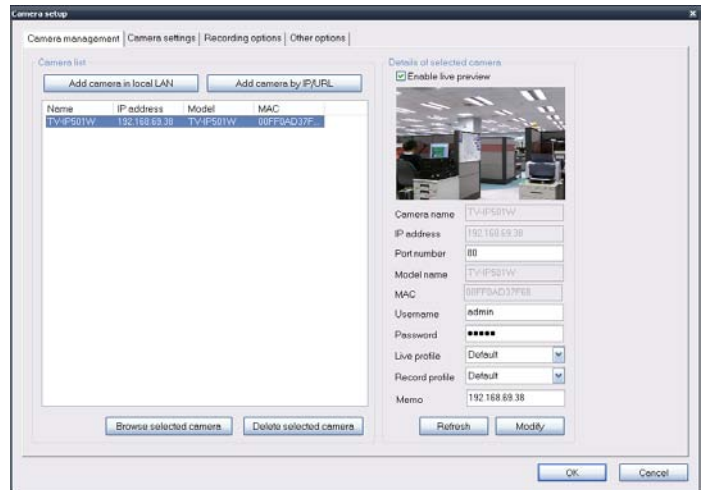 Camera setup
Camera management Camera settings Recording options Other options
Camera list
Add camera in local LAN Add camera by IP/URL
Name IP address Model MAC
TV-IP501W 192.168.69.38 TV-IP501W 00FF0AD37F...
Browse selected camera Delete selected camera
Details of selected camera
Enable live preview
Camera name TV-IP501W
IP address 192.168.69.38
Port number 80
Model name TV-IP501W
MAC 00FF0AD37F68
Username admin
Password •••••
Live profile Default
Record profile Default
Memo 192.168.69.38
Refresh Modify
OK Cancel